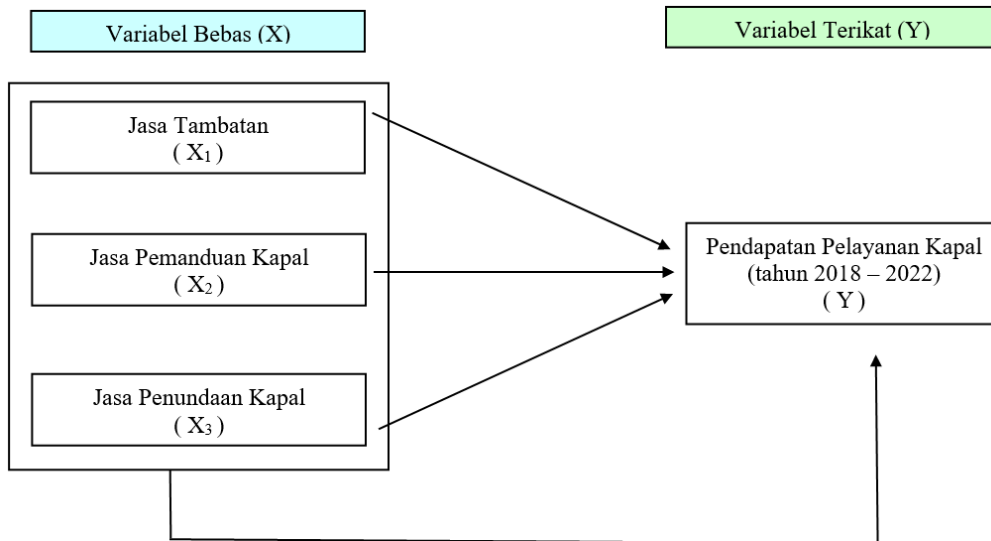 Variabel Bebas (X)
Variabel Terikat (Y)
Jasa Tambatan
( X₁ )
Jasa Pemanduan Kapal
( X₂ )
Jasa Penundaan Kapal
( X₃ )
Pendapatan Pelayanan Kapal
(tahun 2018 – 2022)
( Y )